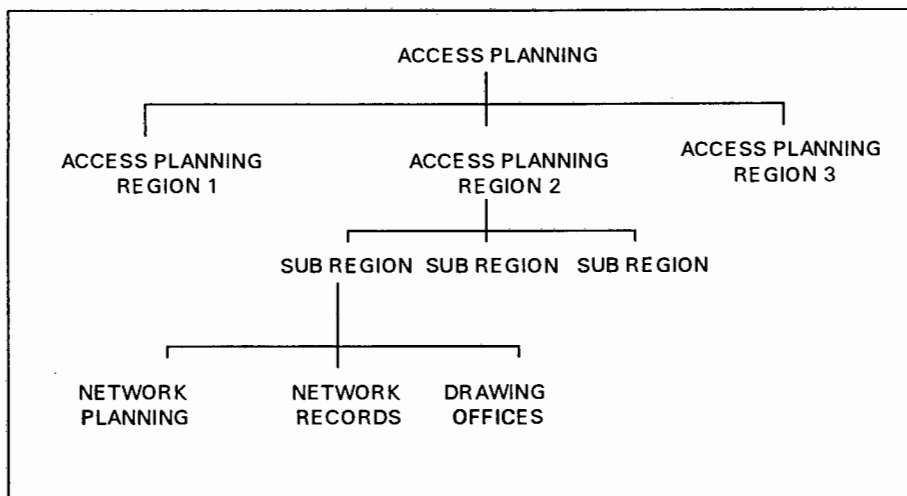 ACCESS PLANNING
ACCESS PLANNING
REGION 1
ACCESS PLANNING
REGION 2
ACCESS PLANNING
REGION 3
SUB REGION SUB REGION SUB REGION
NETWORK
PLANNING
NETWORK
RECORDS
DRAWING
OFFICES